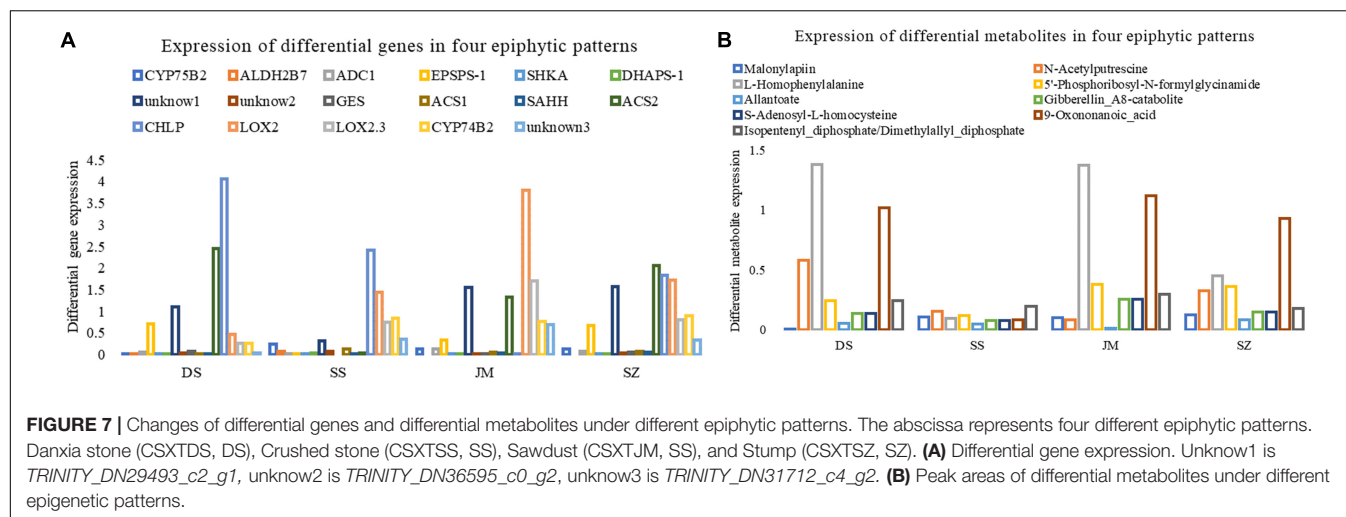 A
Expression of differential genes in four epiphytic patterns
CYP75B2 ALDH2B7 ADC1 EPSPS-1 SHKA DHAPS-1
unknow1 unknow2 GES ACS1 SAHH ACS2
CHLP LOX2 LOX2.3 CYP74B2 unknown3
Differential gene expression
4.5
4
3.5
3
2.5
2
1.5
1
0.5
0
DS SS JM SZ
B
Expression of differential metabolites in four epiphytic patterns
Malonylapiin N-Acetylputrescine
L-Homophenylalanine 5'-Phosphoribosyl-N-formylglycinamide
Allantoate Gibberellin_A8-catabolite
S-Adenosyl-L-homocysteine 9-Oxononanoic_acid
Isopentenyl_diphosphate/Dimethylallyl_diphosphate
Differential metabolite expression
1.5
1
0.5
0
DS SS JM SZ
FIGURE 7 | Changes of differential genes and differential metabolites under different epiphytic patterns. The abscissa represents four different epiphytic patterns.
Danxia stone (CSXTDS, DS), Crushed stone (CSXTSS, SS), Sawdust (CSXTJM, SS), and Stump (CSXTSZ, SZ). (A) Differential gene expression. Unknow1 is
TRINITY_DN29493_c2_g1, unknow2 is TRINITY_DN36595_c0_g2, unknow3 is TRINITY_DN31712_c4_g2. (B) Peak areas of differential metabolites under different
epigenetic patterns.